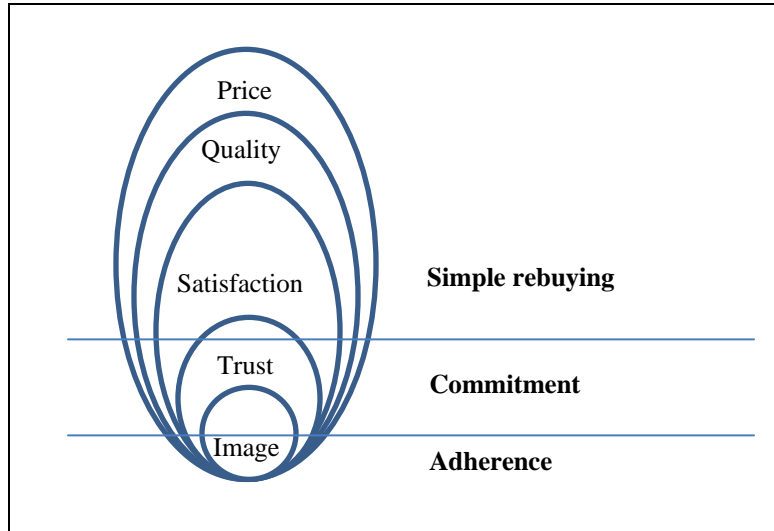 Price
Quality
Satisfaction
Simple rebuying
Trust
Commitment
Image
Adherence